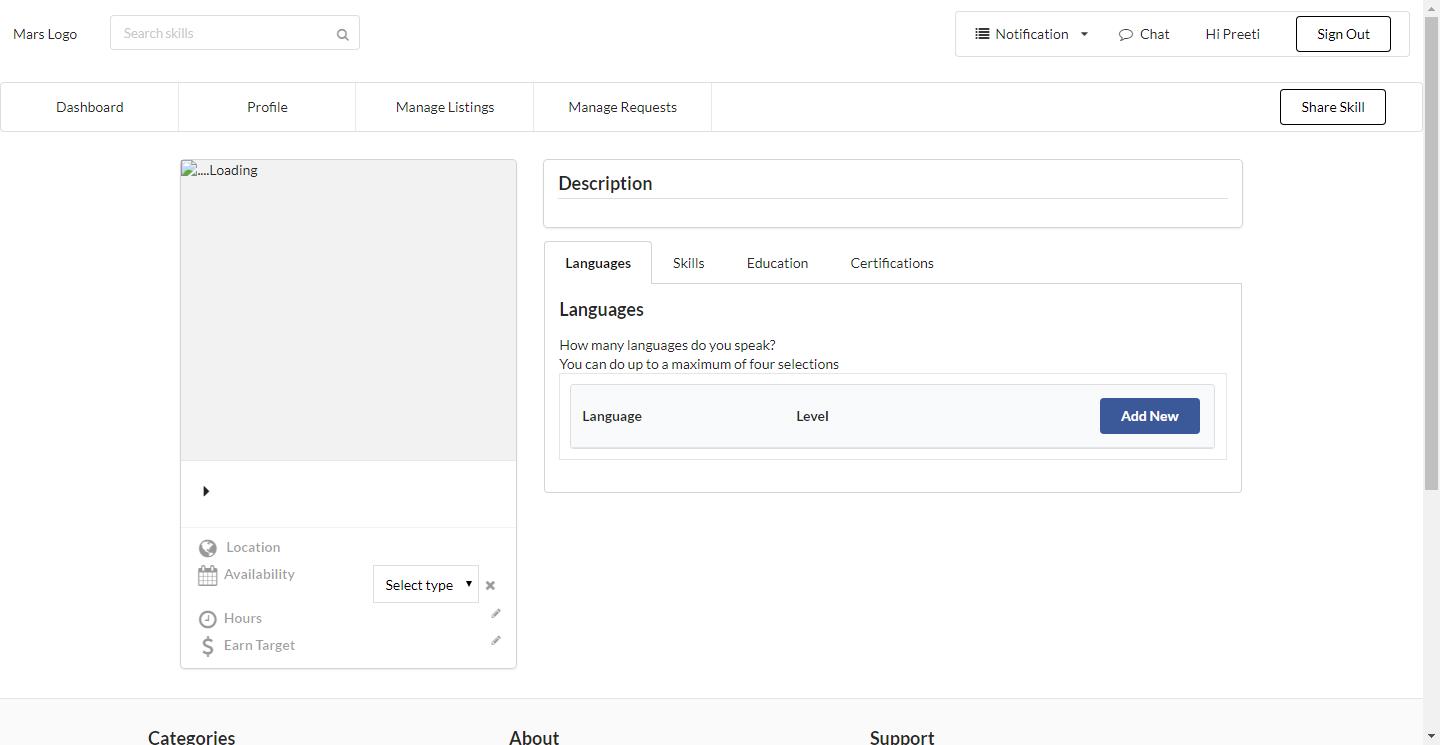 Mars Logo
Search skills
Notification
Chat
Hi Preeti
Sign Out
Dashboard
Profile
Manage Listings
Manage Requests
Share Skill
....Loading
Location
Availability
Select type
Hours
Earn Target
Description
Languages
Skills
Education
Certifications
Languages
How many languages do you speak?
You can do up to a maximum of four selections
Language
Level
Add New
Categories
About
Support